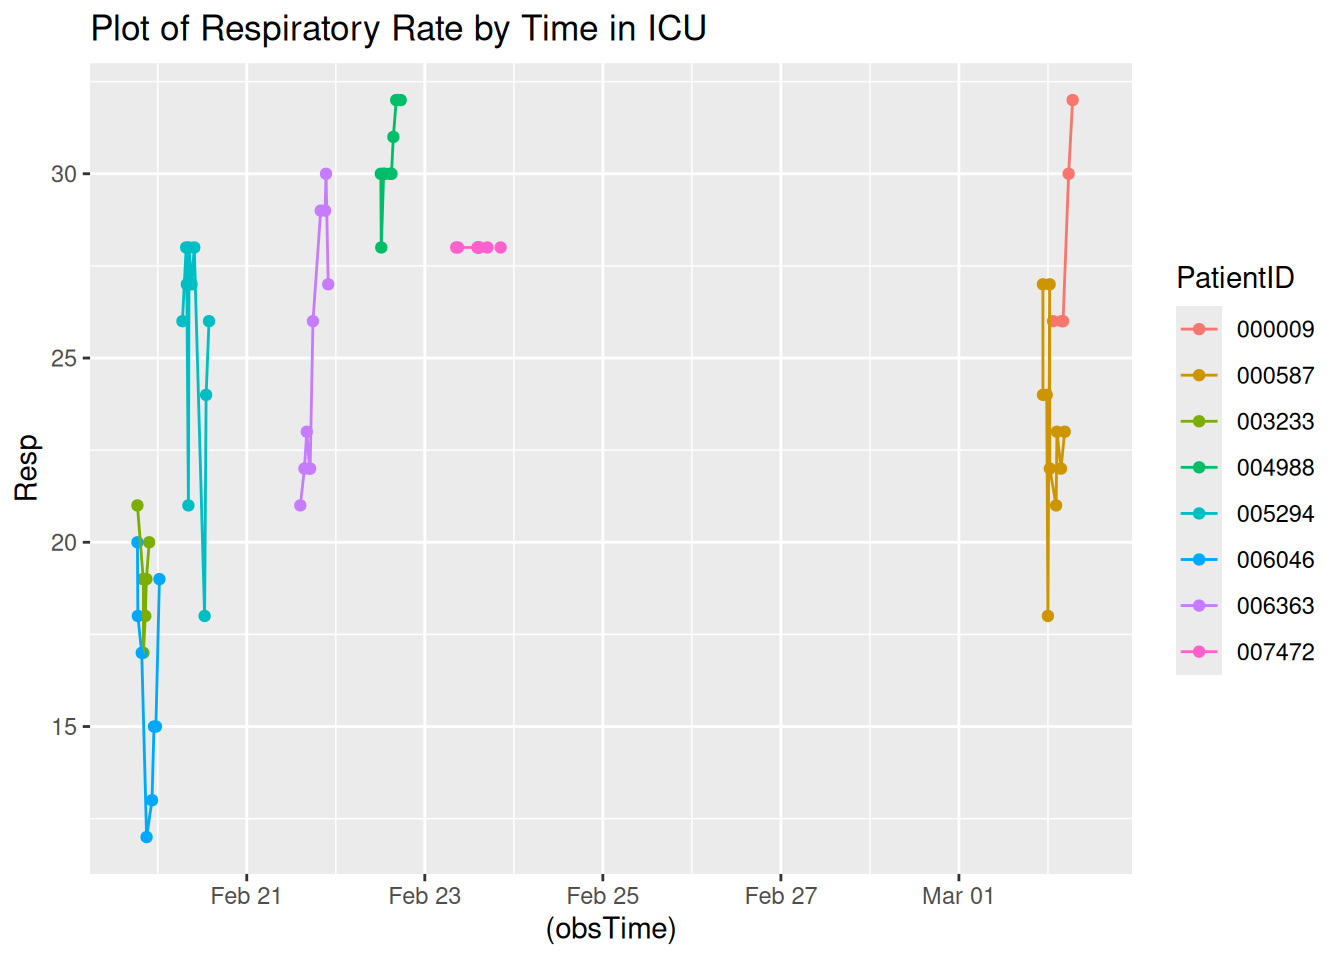 Plot of Respiratory Rate by Time in ICU
Resp
30
25
20
15
Feb 21 Feb 23 Feb 25 Feb 27 Mar 01
(obsTime)
PatientID
000009
000587
003233
004988
005294
006046
006363
007472